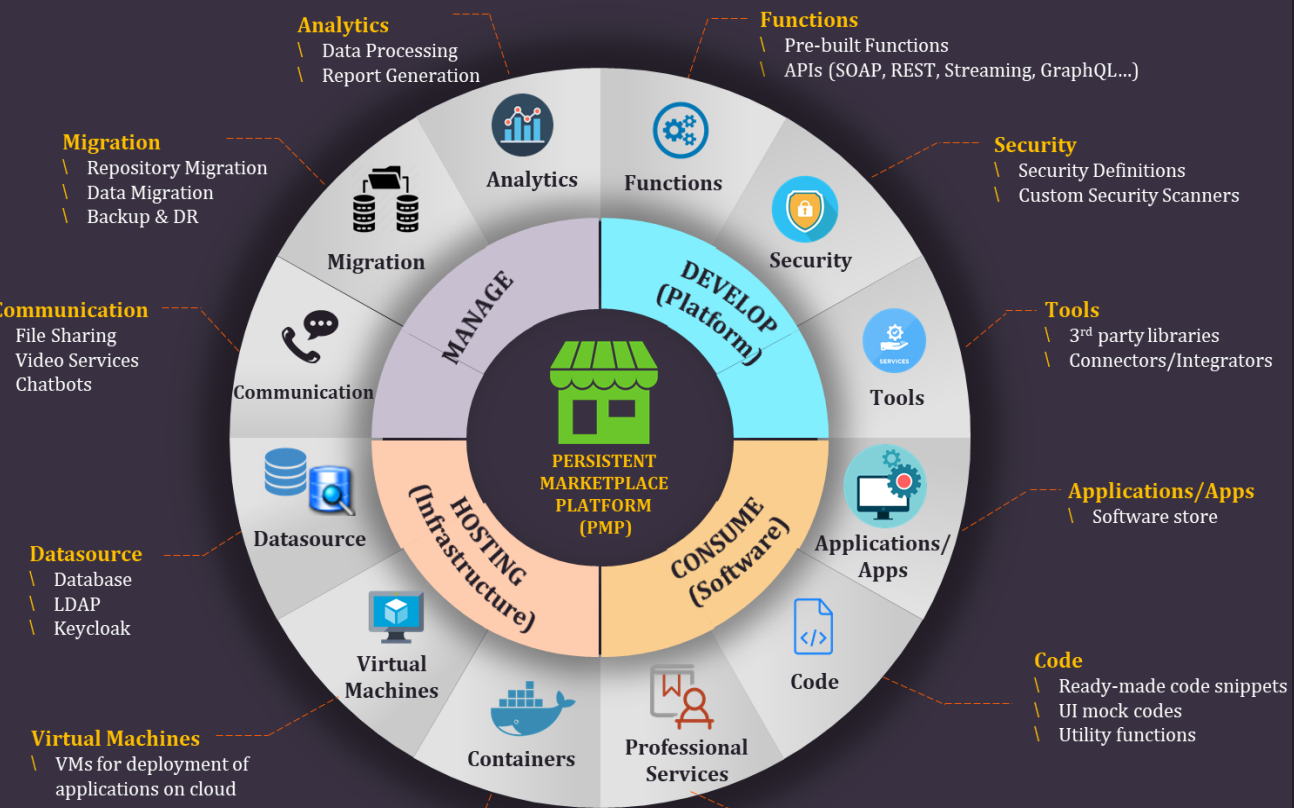 Analytics
\ Data Processing
\ Report Generation
Functions
\ Pre-built Functions
\ APIs (SOAP, REST, Streaming, GraphQL...)
Migration
\ Repository Migration
\ Data Migration
\ Backup & DR
Security
\ Security Definitions
\ Custom Security Scanners
Communication
File Sharing
Video Services
Chatbots
Tools
\ 3rd party libraries
\ Connectors/Integrators
Datasource
\ Database
\ LDAP
\ Keycloak
Applications/Apps
\ Software store
Virtual Machines
\ VMs for deployment of
applications on cloud
Code
\ Ready-made code snippets
\ UI mock codes
\ Utility functions
Analytics
Functions
Security
SERVICES
Tools
Applications/
Apps
</>
Code
Professional
Services
Containers
Virtual
Machines
Datasource
Communication
Migration
MANAGE
DEVELOP
(Platform)
CONSUME
(Software)
HOSTING
(Infrastructure)
PERSISTENT
MARKETPLACE
PLATFORM
(PMP)